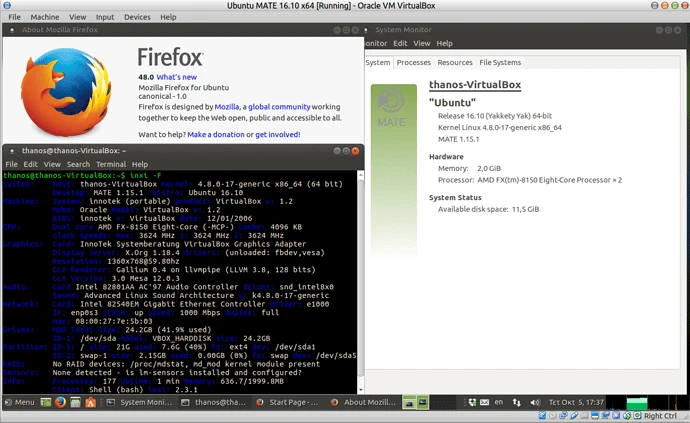 Ubuntu MATE 16.10 x64 [Running] - Oracle VM VirtualBox
File Machine View Input Devices Help
About Mozilla Firefox
Firefox
48.0 What's new
Mozilla Firefox for Ubuntu
canonical - 1.0
Firefox is designed by Mozilla, a global community working
together to keep the Web open, public and accessible to all.
Want to help? Make a donation or get involved!
System Monitor
onitor Edit View Help
System Processes Resources File Systems
MATE
thanos-VirtualBox
"Ubuntu"
Release 16.10 (Yakkety Yak) 64-bit
Kernel Linux 4.8.0-17-generic x86_64
MATE 1.15.1
Hardware
Memory: 2,0 GiB
Processor: AMD FX(tm)-8150 Eight-Core Processor × 2
System Status
Available disk space: 11,5 GiB
thanos@thanos-VirtualBox: ~
File Edit View Search Terminal Help
thanos@thanos-VirtualBox:~$ inxi -F
System: Host: thanos-VirtualBox Kernel: 4.8.0-17-generic x86_64 (64 bit)
Desktop: MATE 1.15.1 Distro: Ubuntu 16.10
Machine: System: innotek (portable) product: VirtualBox v: 1.2
Mobo: Oracle model: VirtualBox v: 1.2
BIOS: innotek v: VirtualBox date: 12/01/2006
CPU: Dual core AMD FX-8150 Eight-Core (-MCP-) cache: 4096 KB
clock speeds: max: 3624 MHz 1: 3624 MHz 2: 3624 MHz
Graphics: Card: InnoTek Systemberatung VirtualBox Graphics Adapter
Display Server: X.Org 1.18.4 drivers: (unloaded: fbdev,vesa)
Resolution: 1360x768@59.80hz
GLX Renderer: Gallium 0.4 on llvmpipe (LLVM 3.8, 128 bits)
GLX Version: 3.0 Mesa 12.0.3
Audio: Card Intel 82801AA AC'97 Audio Controller driver: snd_intel8x0
Sound: Advanced Linux Sound Architecture v: k4.8.0-17-generic
Network: Card: Intel 82540EM Gigabit Ethernet Controller driver: e1000
IF: enp0s3 state: up speed: 1000 Mbps duplex: full
mac: 08:00:27:7e:5b:03
Drives: HDD Total Size: 24.2GB (41.9% used)
ID-1: /dev/sda model: VBOX_HARDDISK size: 24.2GB
Partition: ID-1: / size: 21G used: 7.6G (40%) fs: ext4 dev: /dev/sda1
ID-2: swap-1 size: 2.15GB used: 0.00GB (0%) fs: swap dev: /dev/sda5
RAID: No RAID devices: /proc/mdstat, md_mod kernel module present
Sensors: None detected - is lm-sensors installed and configured?
Info: Processes: 177 Uptime: 1 min Memory: 636.7/1999.8MB
Client: Shell (bash) inxi: 2.3.1
Menu System Moni... thanos@tha... Start Page - ... About Mozill... en Τετ Οκτ 5, 17:37
Right Ctrl